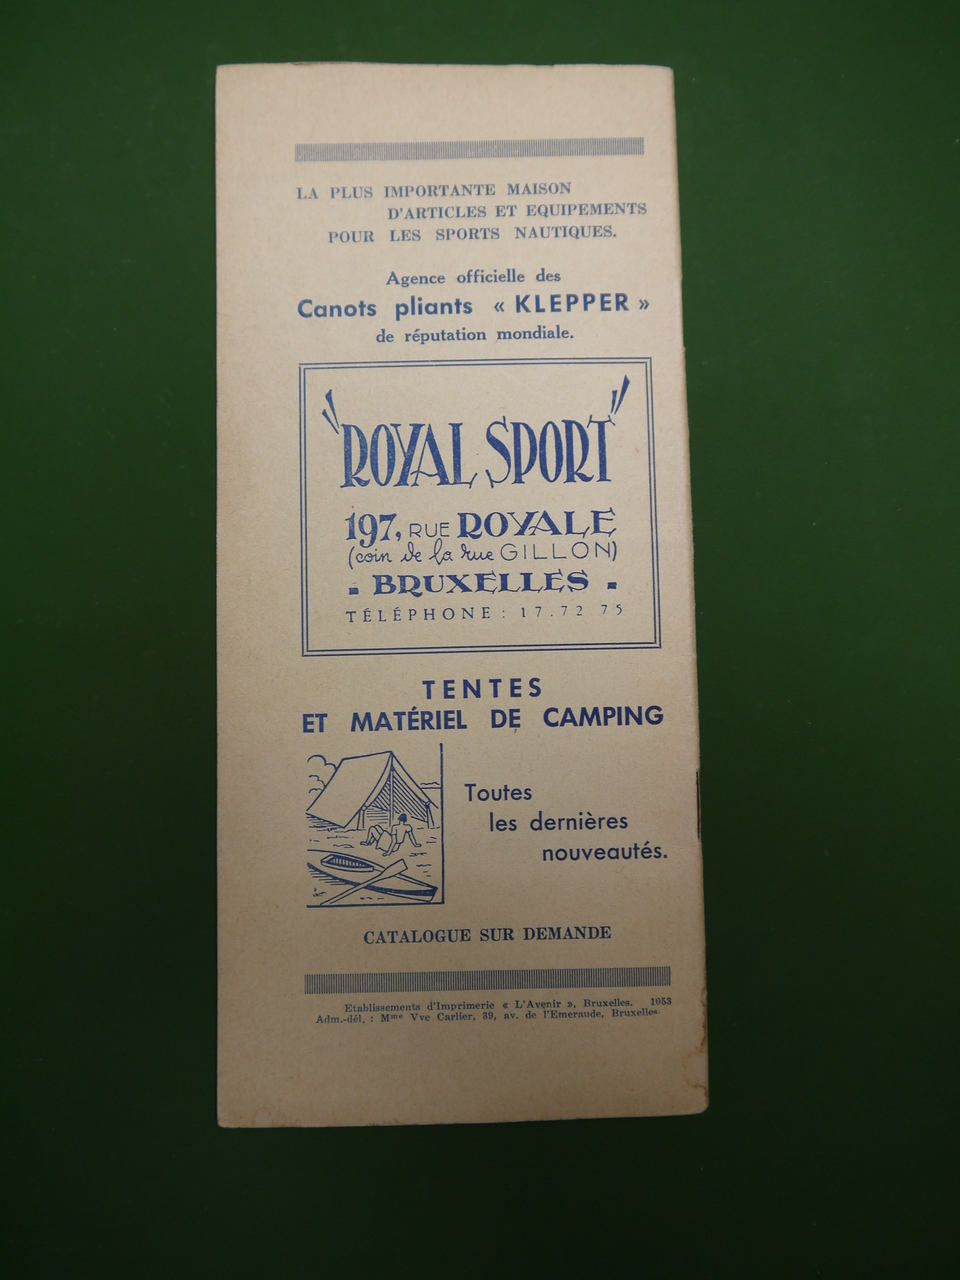 LA PLUS IMPORTANTE MAISON
D'ARTICLES ET EQUIPEMENTS
POUR LES SPORTS NAUTIQUES.
Agence officielle des
Canots pliants « KLEPPER »
de réputation mondiale.
"ROYAL SPORT"
197, RUE ROYALE
(coin de la rue GILLON)
▪ BRUXELLES ▪
TÉLÉPHONE : 17.72 75
TENTES
ET MATÉRIEL DE CAMPING
Toutes
les dernières
nouveautés.
CATALOGUE SUR DEMANDE
Etablissements d'Imprimerie « L'Avenir », Bruxelles. 1053
Adm.-dél. : Mme Vve Carlier, 39, av. de l'Emeraude, Bruxelles